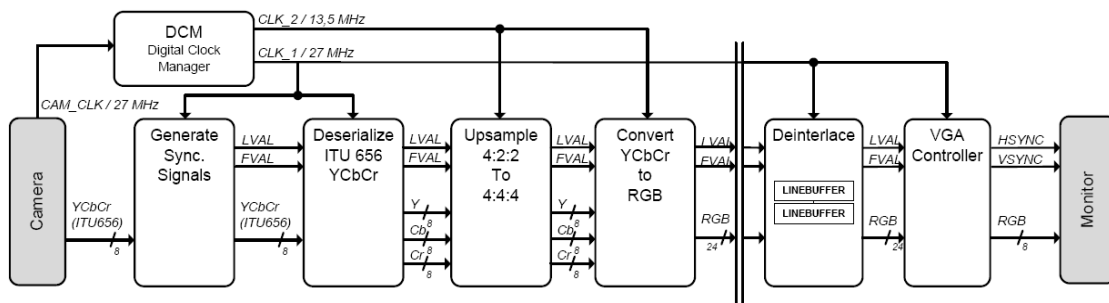 DCM
Digital Clock
Manager
CLK_2 / 13,5 MHz
CLK_1 / 27 MHz
CAM_CLK / 27 MHz
Camera
YCbCr
(ITU656)
8
Generate
Sync.
Signals
LVAL
FVAL
YCbCr
(ITU656)
8
Deserialize
ITU 656
YCbCr
LVAL
FVAL
Y
8
Cb
8
Cr
8
Upsample
4:2:2
To
4:4:4
LVAL
FVAL
Y
8
Cb
8
Cr
8
Convert
YCbCr
to
RGB
LVAL
FVAL
RGB
24
Deinterlace
LINEBUFFER
LINEBUFFER
LVAL
FVAL
RGB
24
VGA
Controller
HSYNC
VSYNC
RGB
8
Monitor